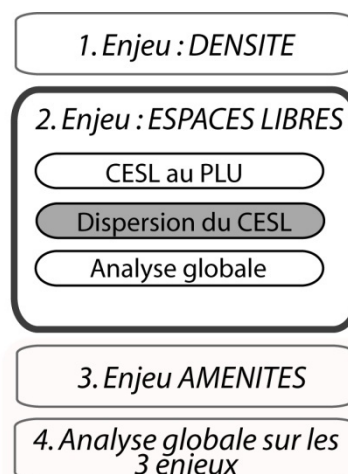 1. Enjeu : DENSITE
2. Enjeu : ESPACES LIBRES
CESL au PLU
Dispersion du CESL
Analyse globale
3. Enjeu AMENITES
4. Analyse globale sur les
3 enjeux